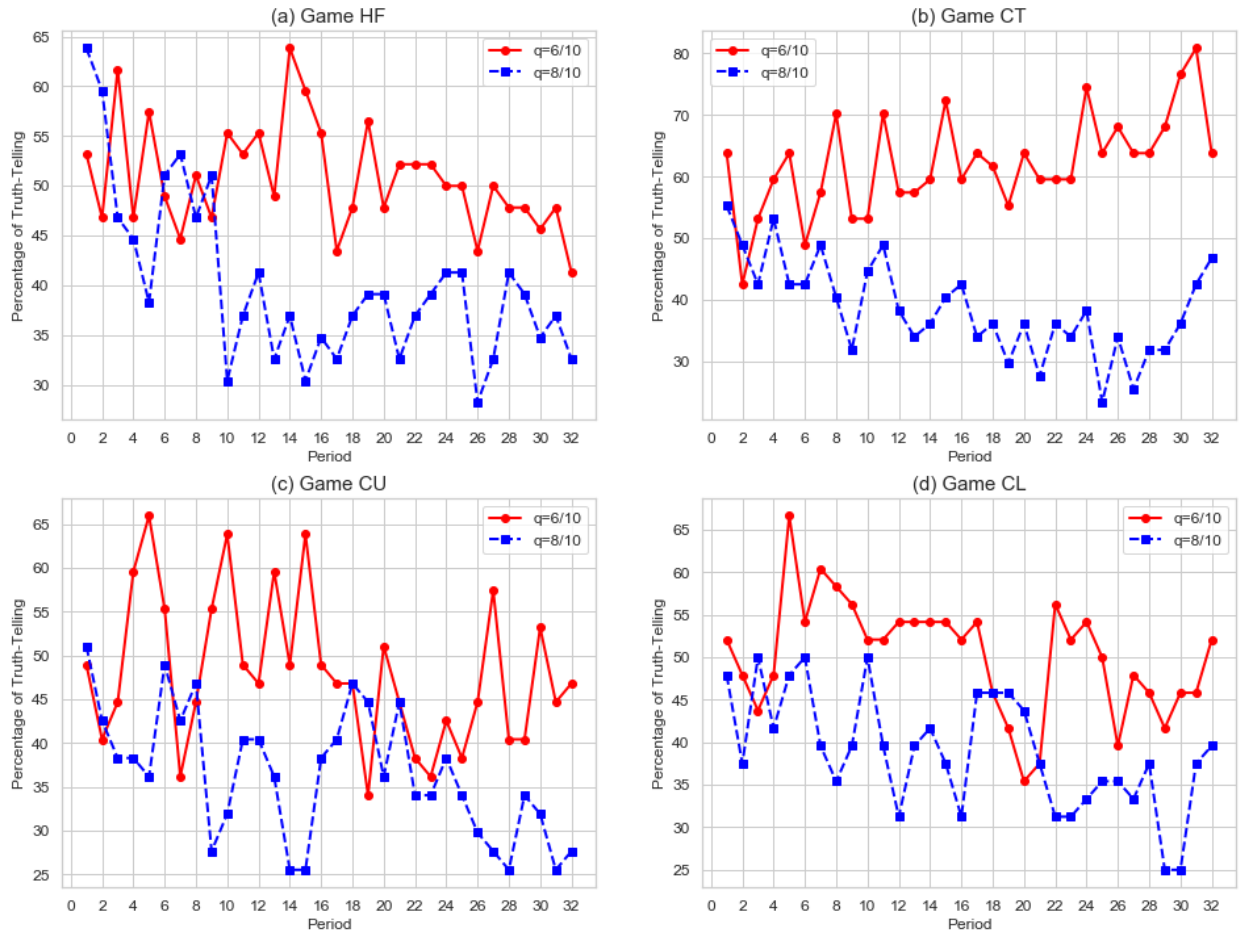 (a) Game HF
Percentage of Truth-Telling
65
60
55
50
45
40
35
30
q=6/10
q=8/10
0 2 4 6 8 10 12 14 16 18 20 22 24 26 28 30 32
Period
(b) Game CT
Percentage of Truth-Telling
80
70
60
50
40
30
q=6/10
q=8/10
0 2 4 6 8 10 12 14 16 18 20 22 24 26 28 30 32
Period
(c) Game CU
Percentage of Truth-Telling
65
60
55
50
45
40
35
30
25
q=6/10
q=8/10
0 2 4 6 8 10 12 14 16 18 20 22 24 26 28 30 32
Period
(d) Game CL
Percentage of Truth-Telling
65
60
55
50
45
40
35
30
25
q=6/10
q=8/10
0 2 4 6 8 10 12 14 16 18 20 22 24 26 28 30 32
Period